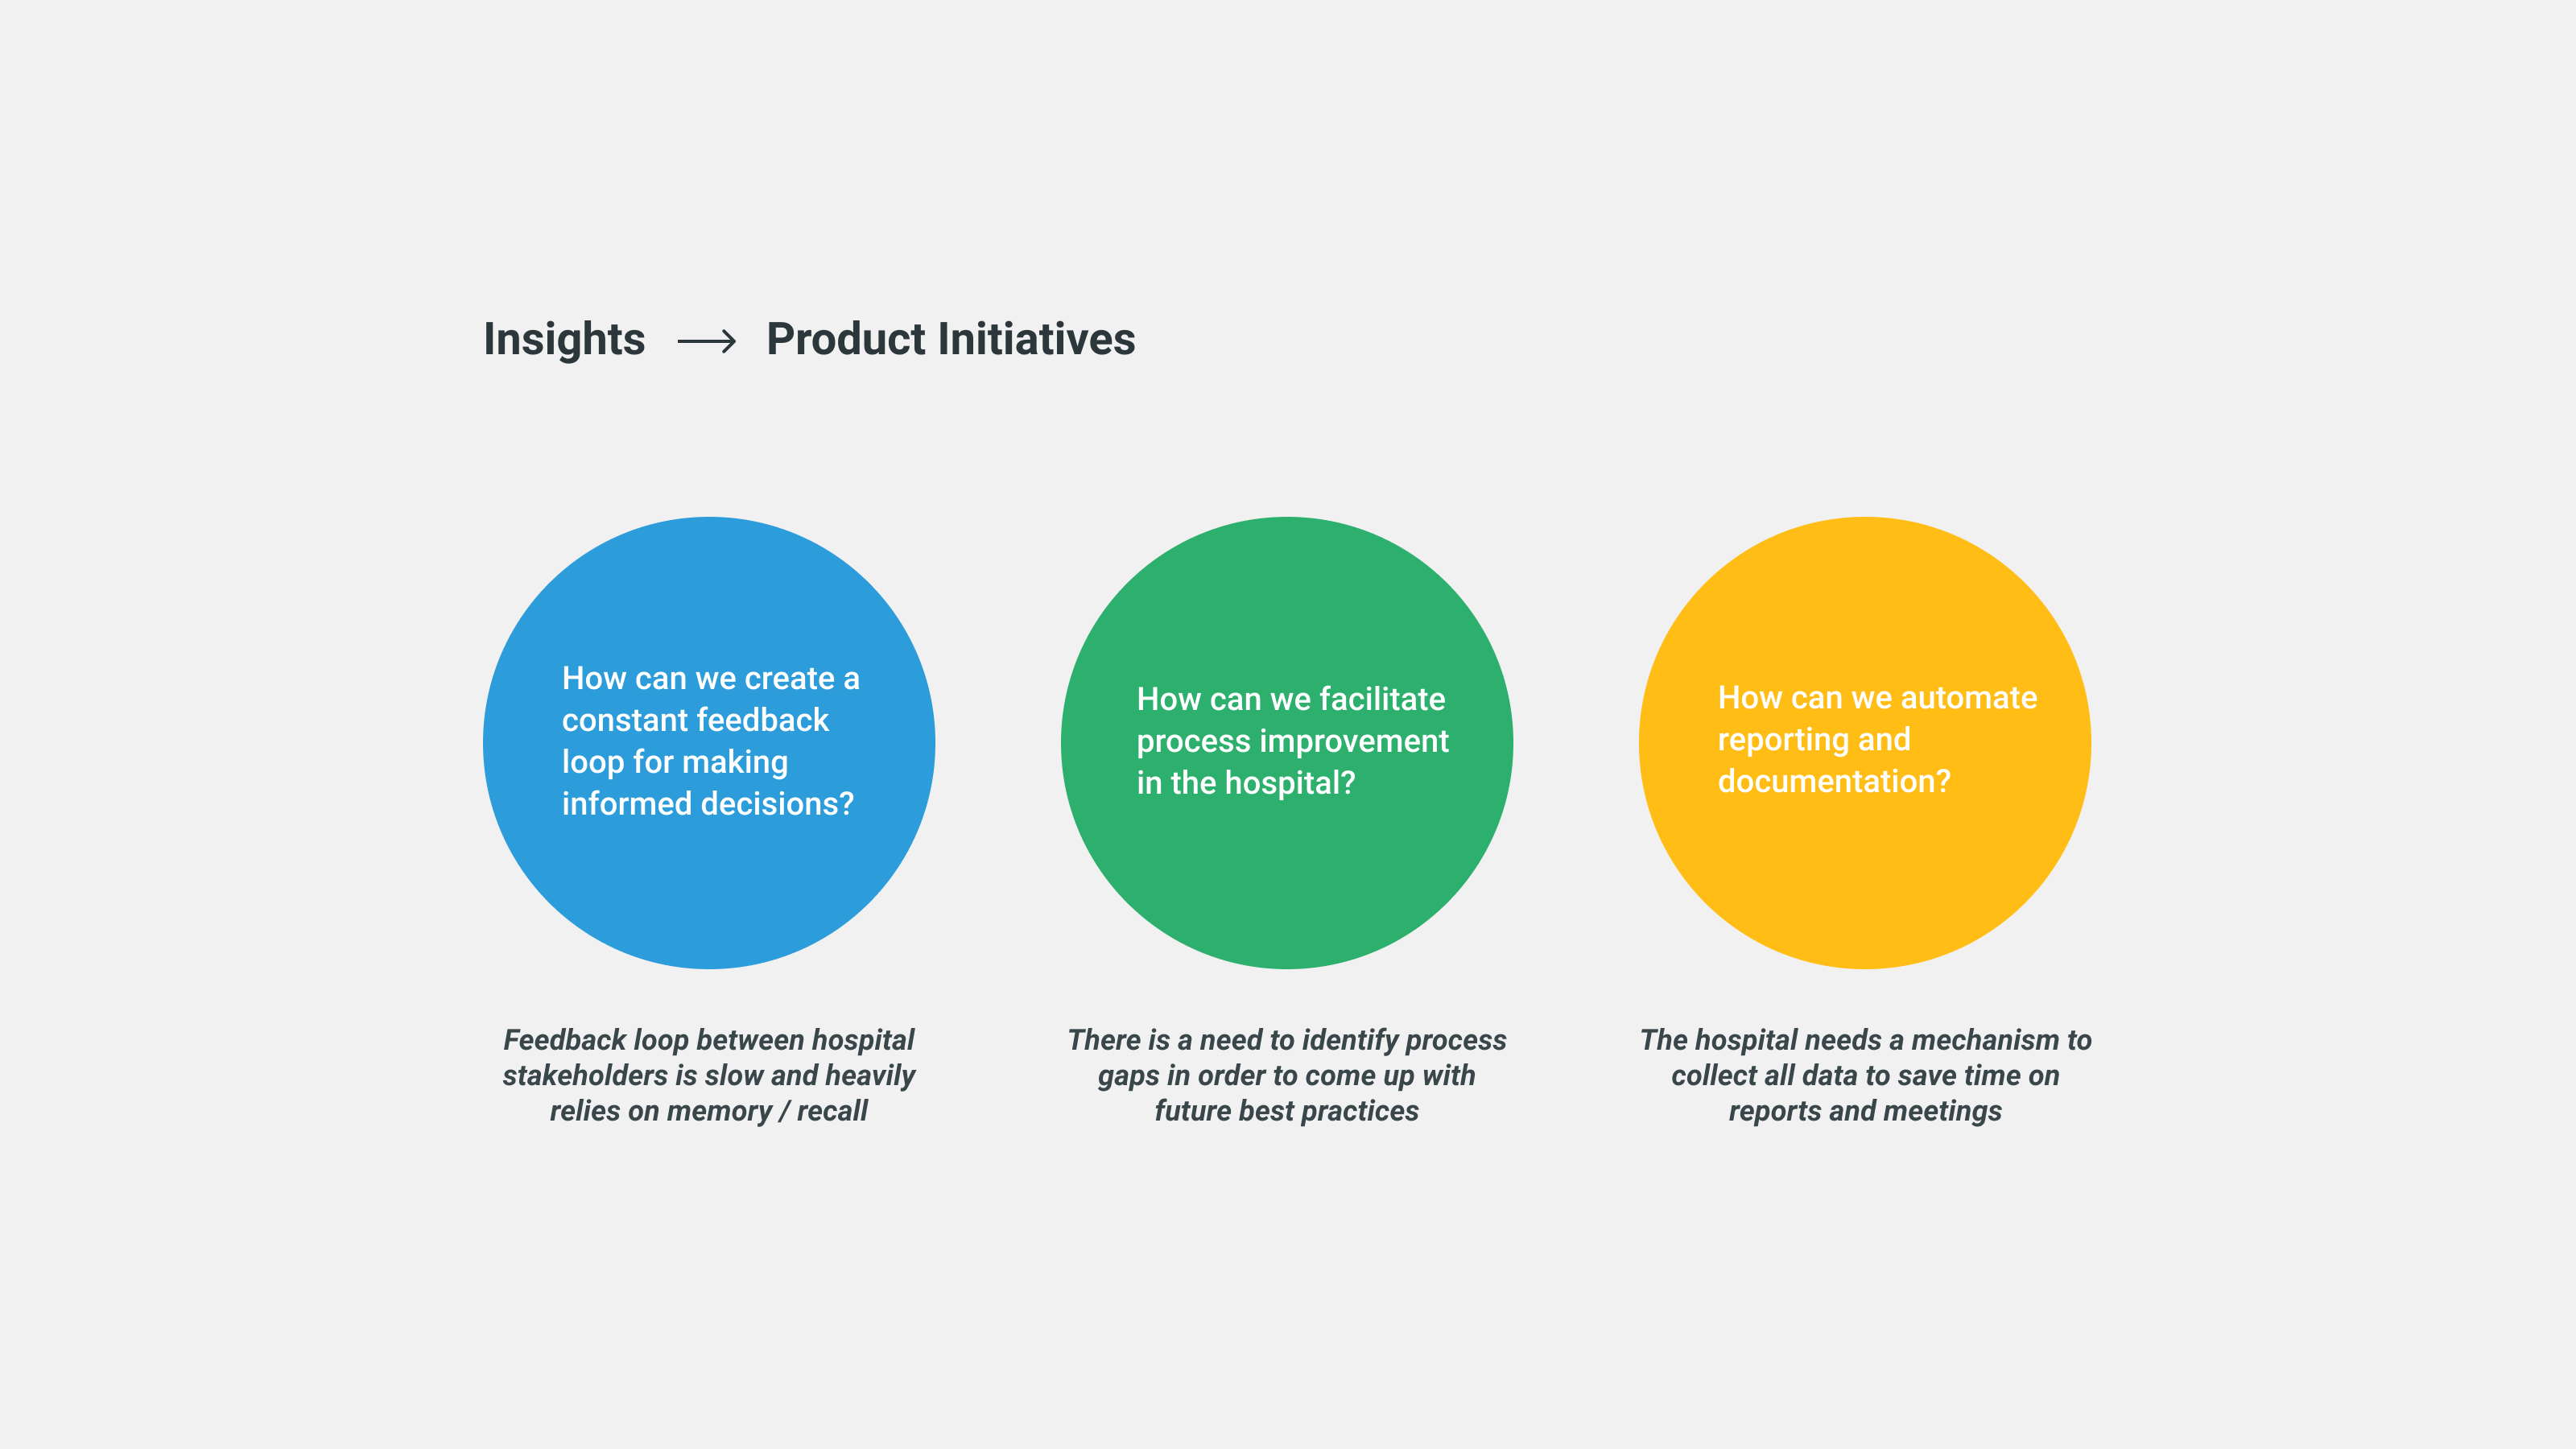 Insights → Product Initiatives
How can we create a
constant feedback
loop for making
informed decisions?
How can we facilitate
process improvement
in the hospital?
How can we automate
reporting and
documentation?
Feedback loop between hospital
stakeholders is slow and heavily
relies on memory / recall
There is a need to identify process
gaps in order to come up with
future best practices
The hospital needs a mechanism to
collect all data to save time on
reports and meetings